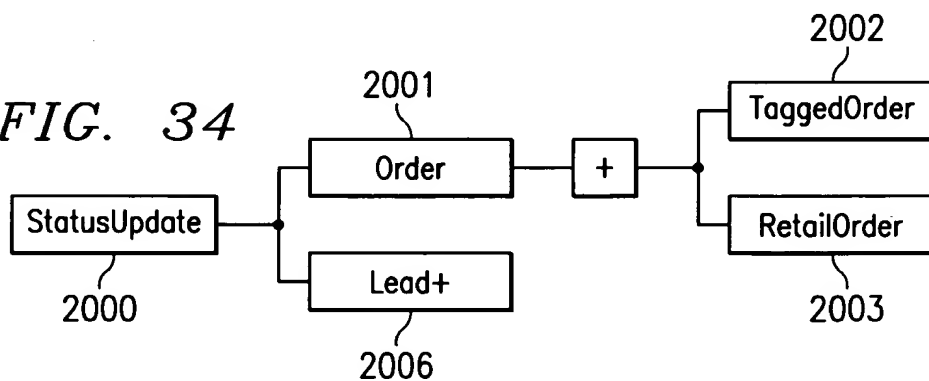 2002
2001
TaggedOrder
FIG. 34
Order
+
StatusUpdate
RetailOrder
Lead+
2000
2003
2006